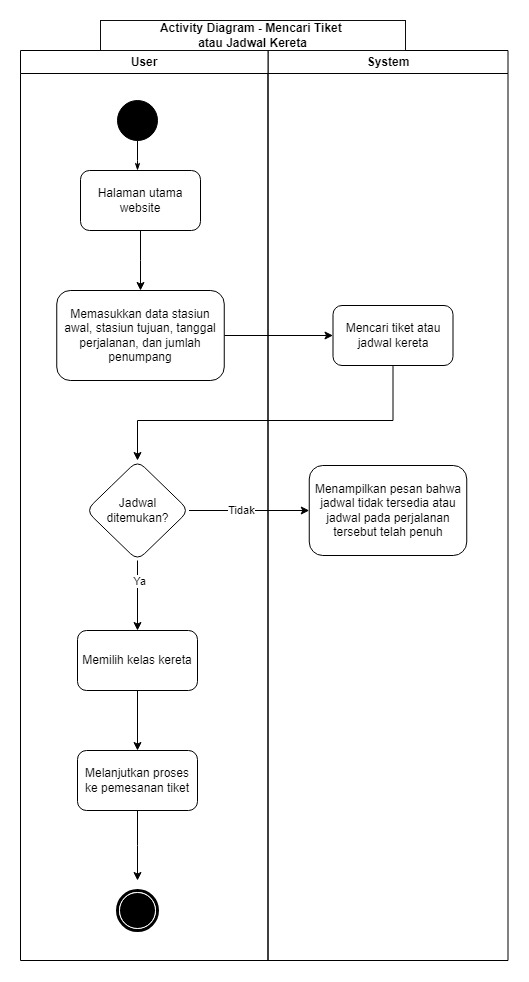 Activity Diagram - Mencari Tiket
atau Jadwal Kereta
User
System
Halaman utama
website
Memasukkan data stasiun
awal, stasiun tujuan, tanggal
perjalanan, dan jumlah
penumpang
Mencari tiket atau
jadwal kereta
Jadwal
ditemukan?
Tidak
Menampilkan pesan bahwa
jadwal tidak tersedia atau
jadwal pada perjalanan
tersebut telah penuh
Ya
Memilih kelas kereta
Melanjutkan proses
ke pemesanan tiket